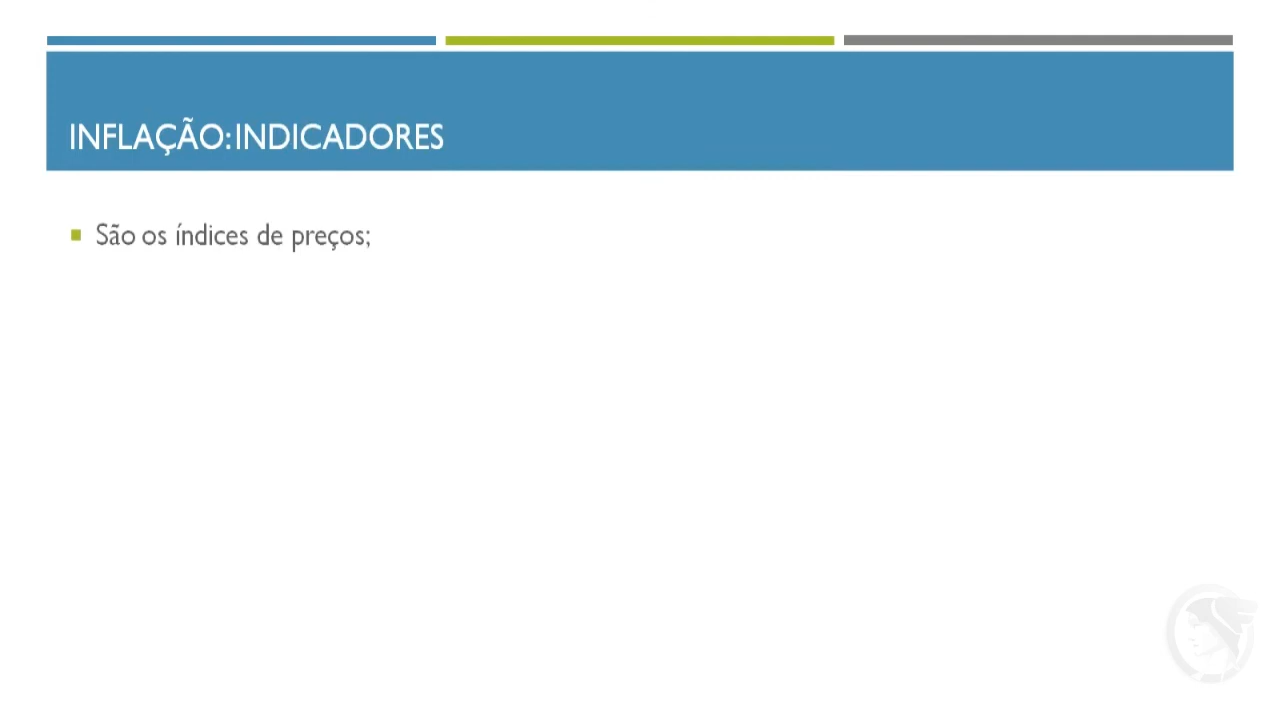 INFLAÇÃO: INDICADORES
São os índices de preços;